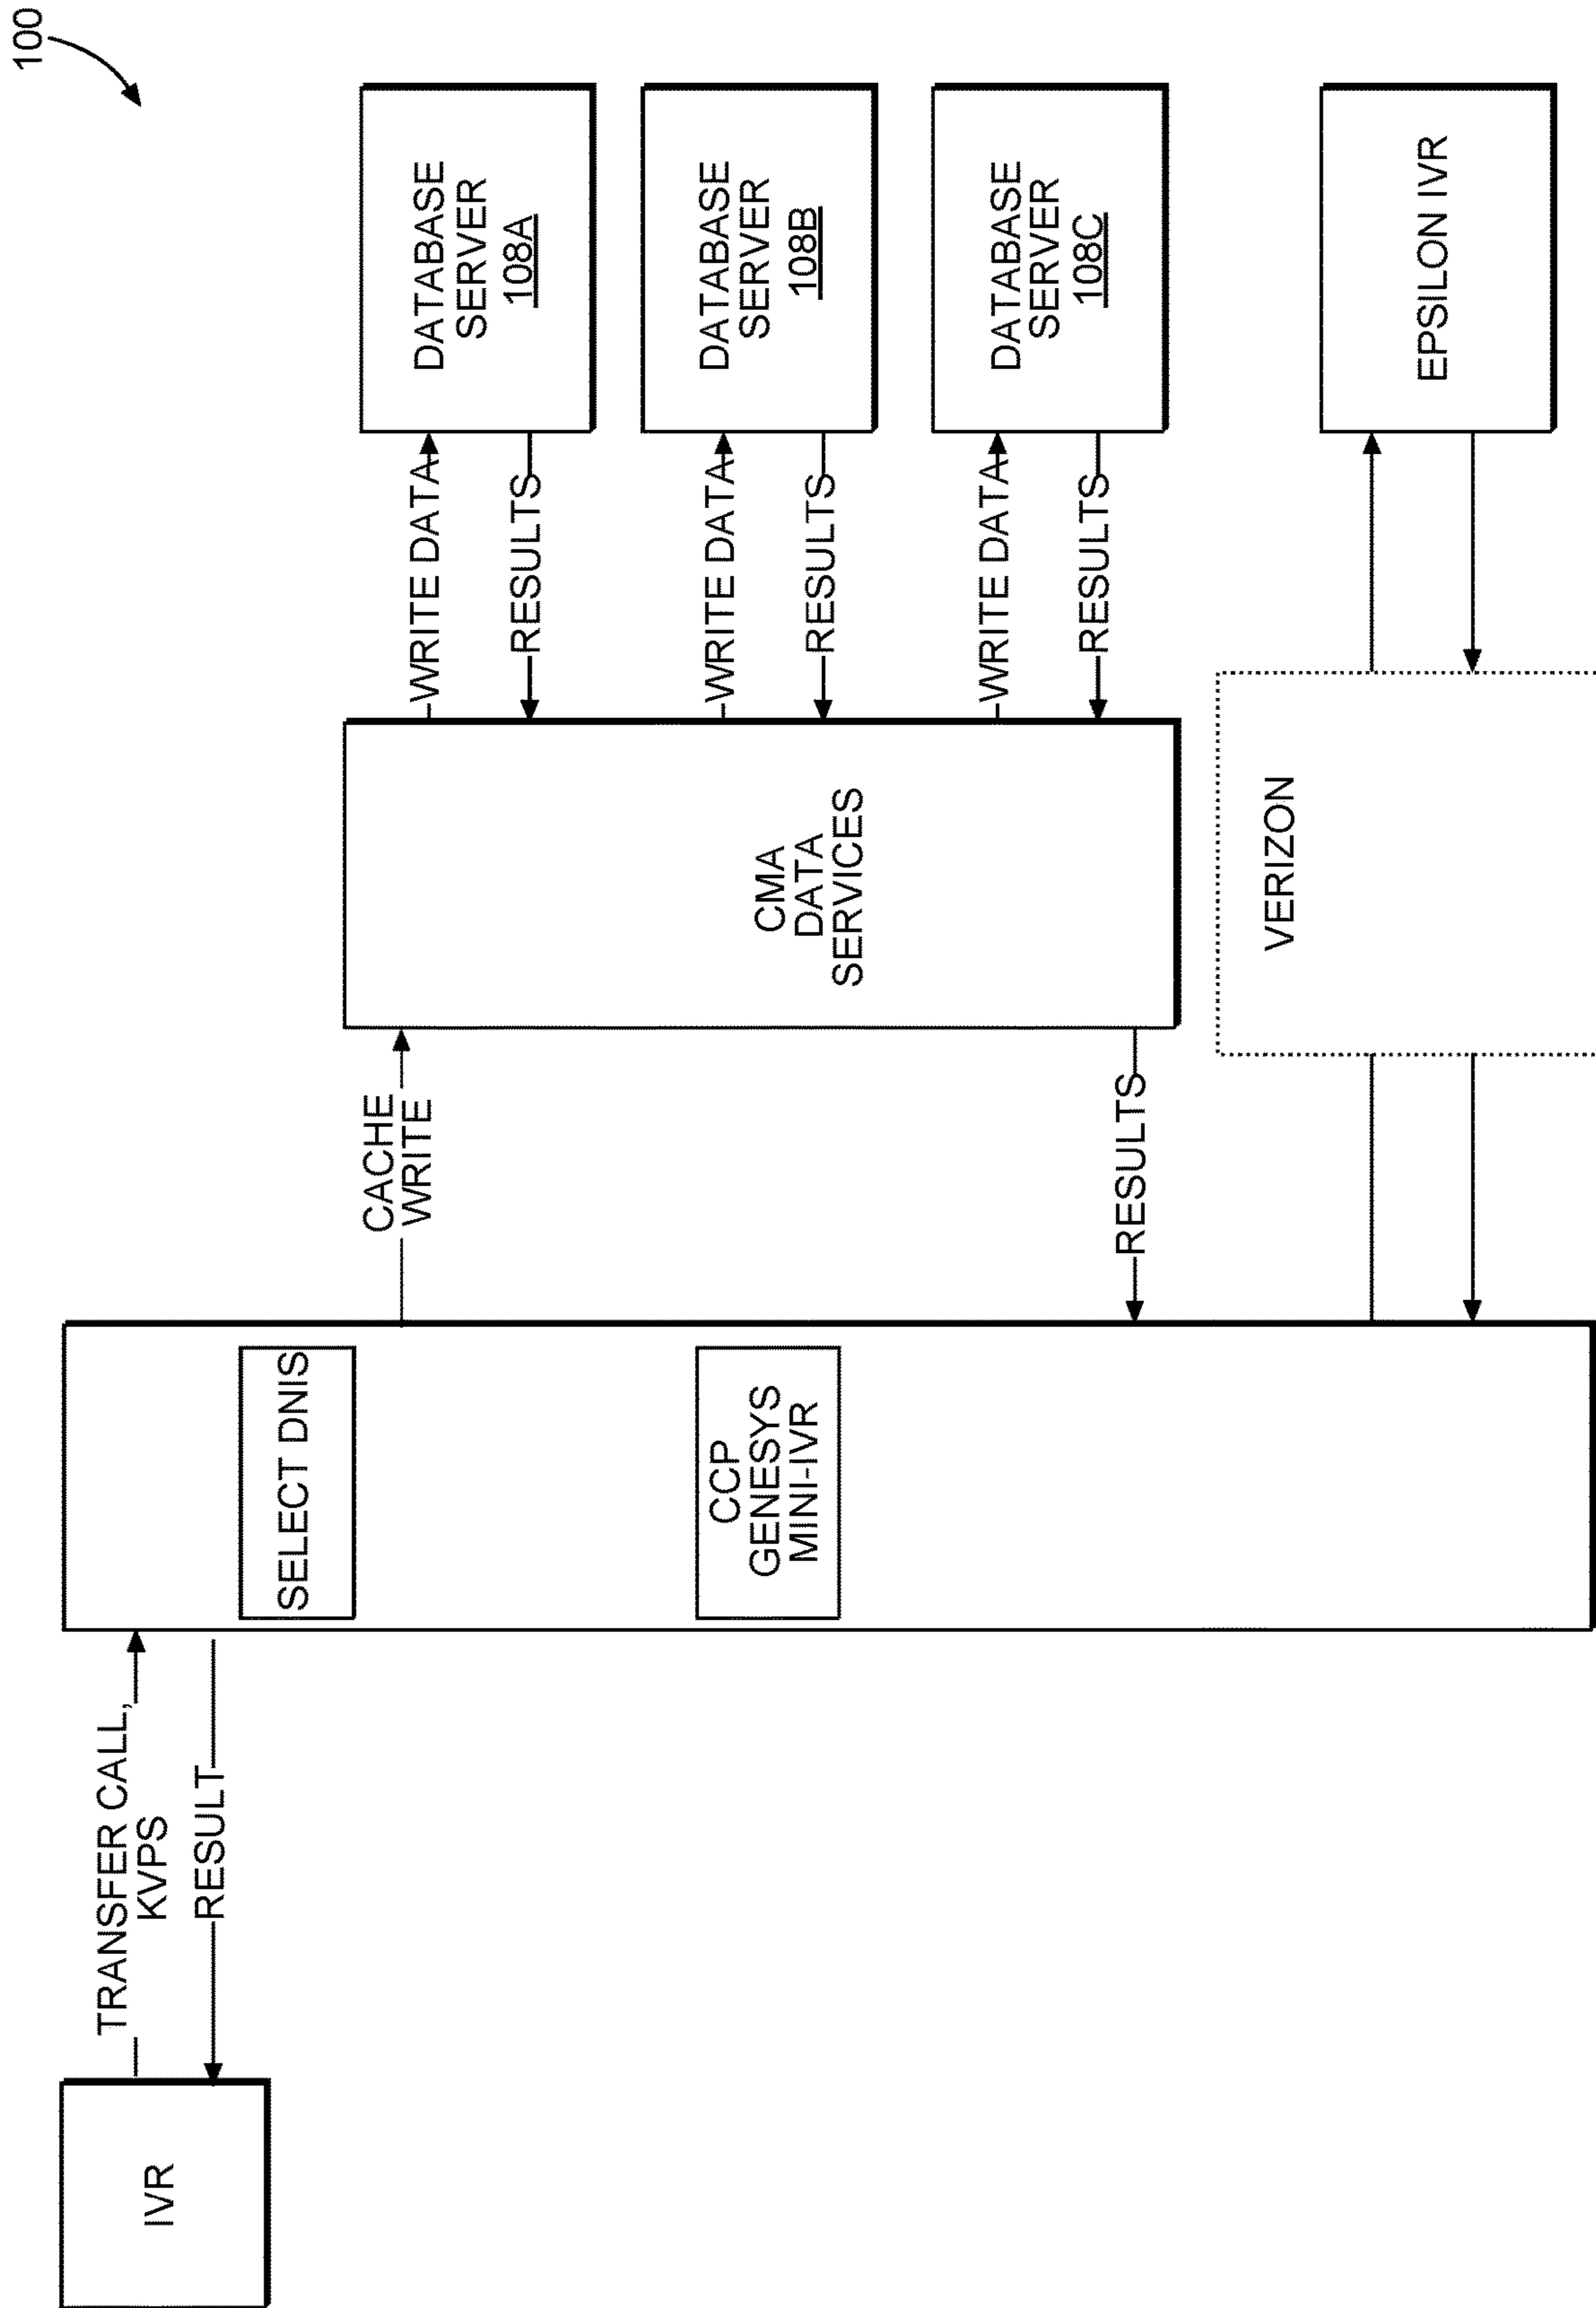 100
IVR
TRANSFER CALL,
KVPS
RESULT
SELECT DNIS
CCP
GENESYS
MINI-IVR
CACHE
WRITE
RESULTS
CMA
DATA
SERVICES
WRITE DATA
RESULTS
WRITE DATA
RESULTS
WRITE DATA
RESULTS
DATABASE
SERVER
108A
DATABASE
SERVER
108B
DATABASE
SERVER
108C
VERIZON
EPSILON IVR